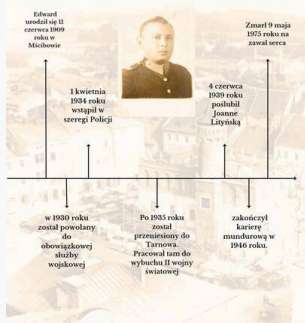 Edward
urodził się 11
czerwca 1909
roku w
Mścibowie
1 kwietnia
1934 roku
wstąpił w
szeregi Policji
4 czerwca
1939 roku
poślubił
Joanne
Lityńską
Zmarł 9 maja
1975 roku na
zawał serca
w 1930 roku
został powołany
do
obowiązkowej
służby
wojskowej
Po 1935 roku
został
przeniesiony do
Tarnowa.
Pracował tam do
wybuchu II wojny
światowej
zakończył
karierę
mundurową w
1946 roku.